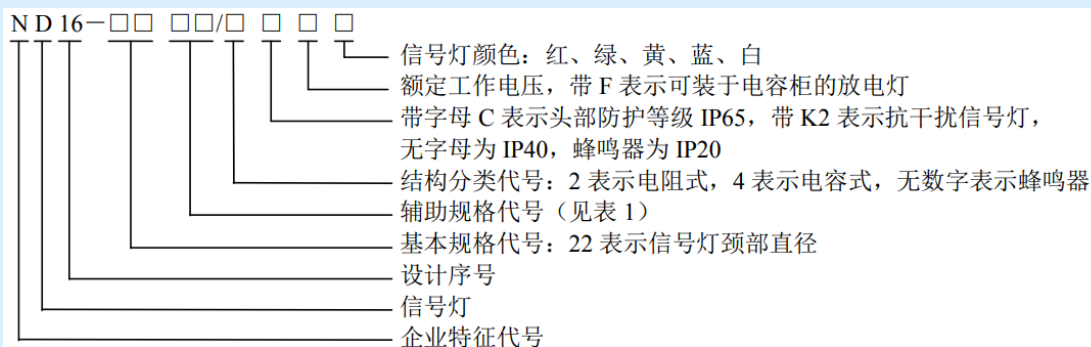 ND16－□□ □□/□ □ □ □
信号灯颜色：红、绿、黄、蓝、白
额定工作电压，带 F 表示可装于电容柜的放电灯
带字母 C 表示头部防护等级 IP65，带 K2 表示抗干扰信号灯，
无字母为 IP40，蜂鸣器为 IP20
结构分类代号：2 表示电阻式，4 表示电容式，无数字表示蜂鸣器
辅助规格代号（见表 1）
基本规格代号：22 表示信号灯颈部直径
设计序号
信号灯
企业特征代号